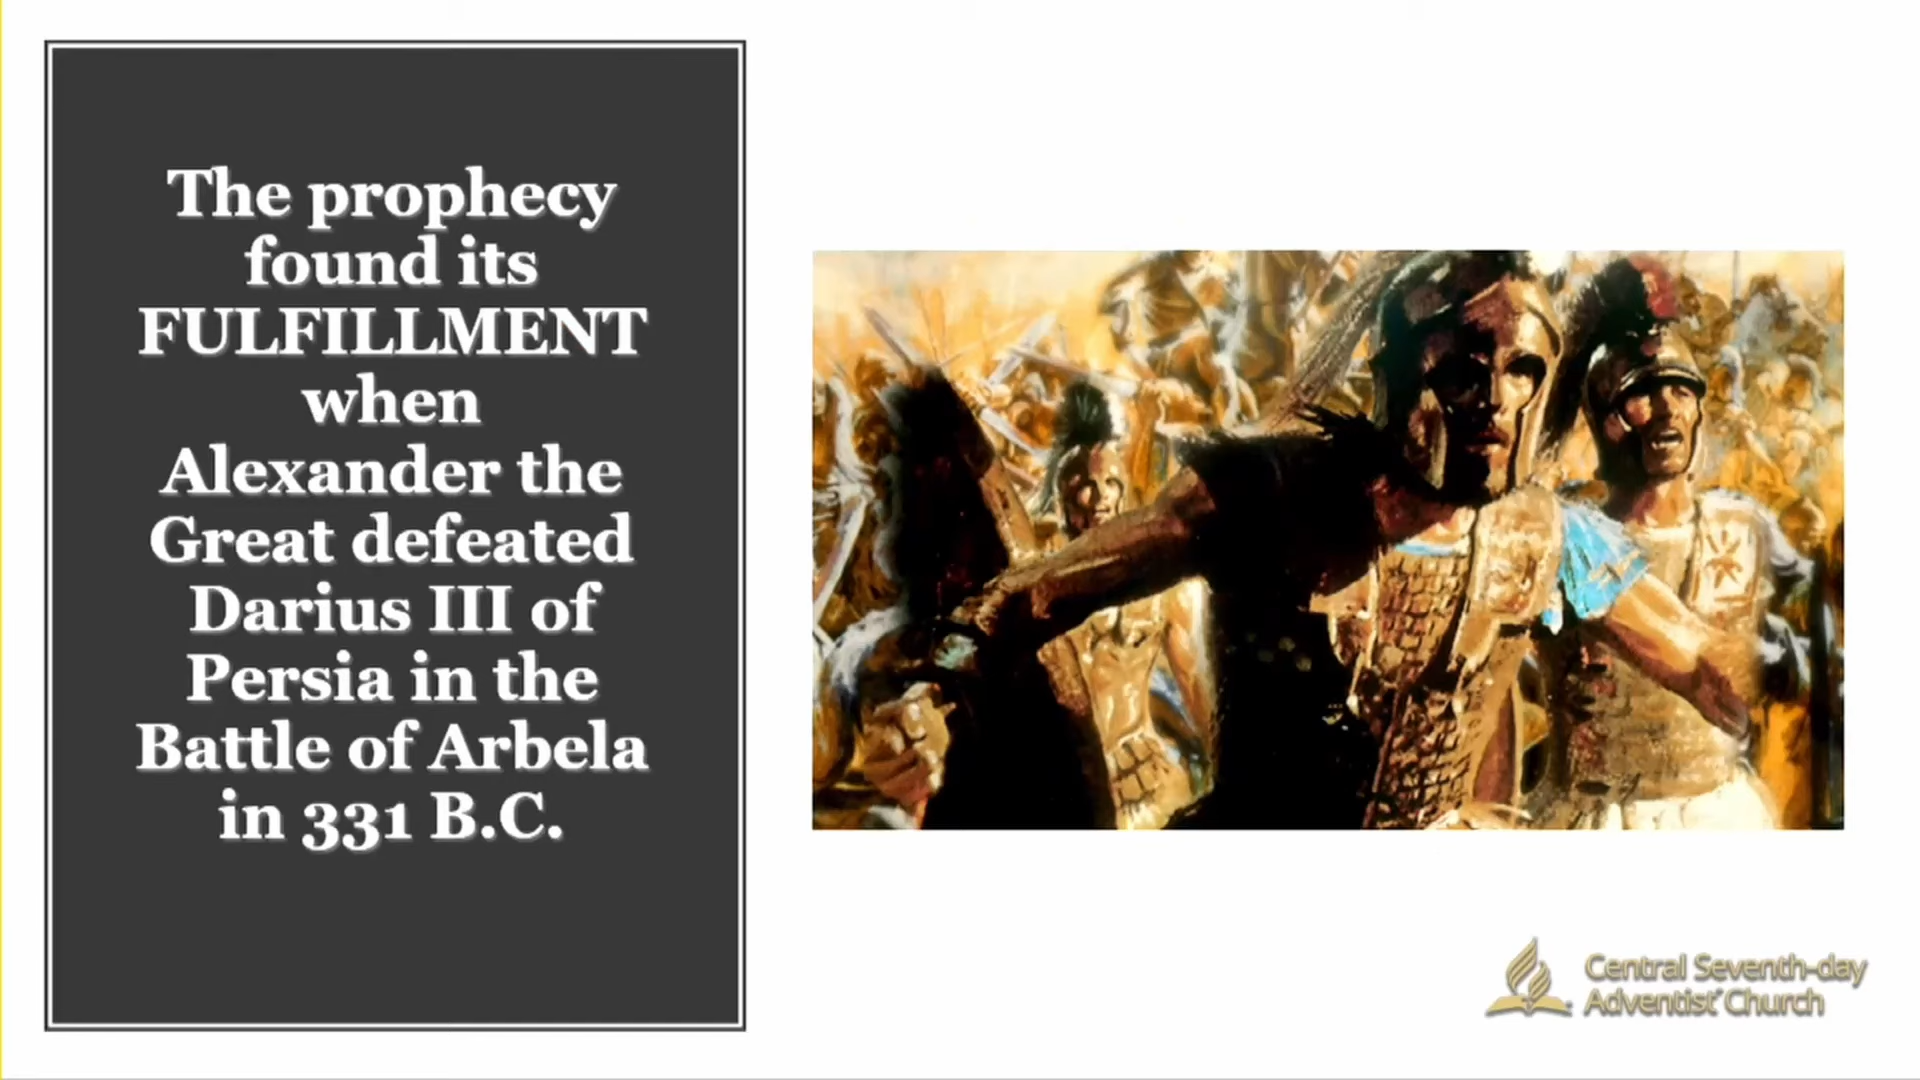 The prophecy
found its
FULFILLMENT
when
Alexander the
Great defeated
Darius III of
Persia in the
Battle of Arbela
in 331 B.C.
Central Seventh-day
Adventist Church